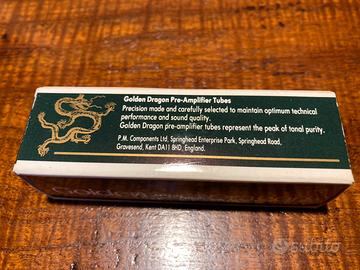 Golden Dragon Pre-Amplifier Tubes
Precision made and carefully selected to maintain optimum technical
performance and sound quality.
Golden Dragon pre-amplifier tubes represent the peak of tonal purity.
P.M. Components Ltd, Springhead Enterprise Park, Springhead Road,
Gravesend, Kent DA11 8HD, England.
subito